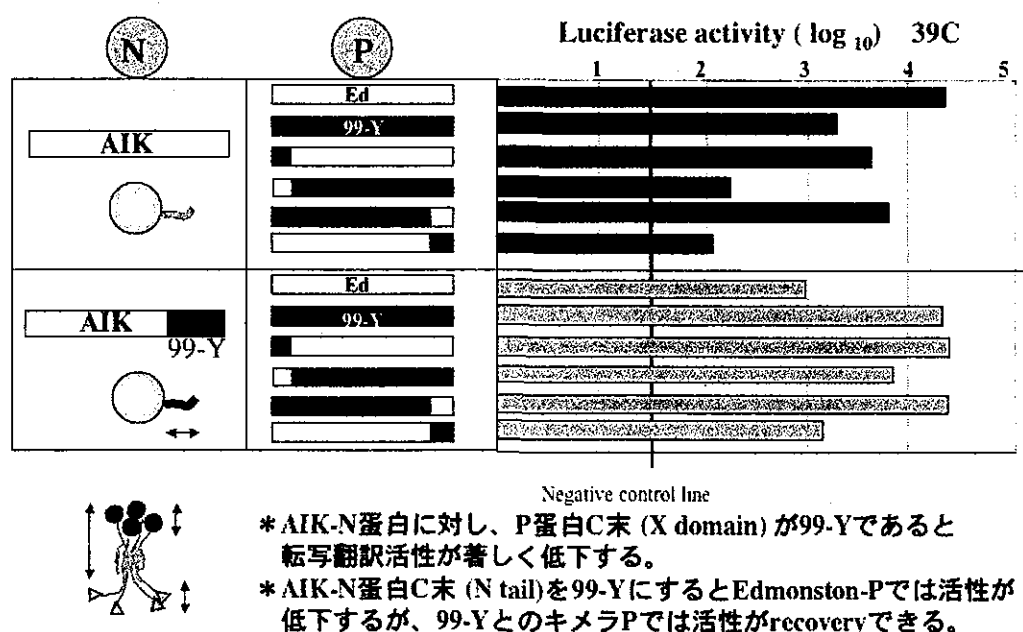 N P Luciferase activity ( log 10) 39C
1 2 3 4 5
Ed
99-Y
AIK
Ed
99-Y
AIK
99-Y
Negative control line
*AIK-N蛋白に対し、P蛋白C末 (X domain) が99-Yであると
転写翻訳活性が著しく低下する。
*AIK-N蛋白C末 (N tail)を99-YにするとEdmonston-Pでは活性が
低下するが、99-YとのキメラPでは活性がrecoveryできる。